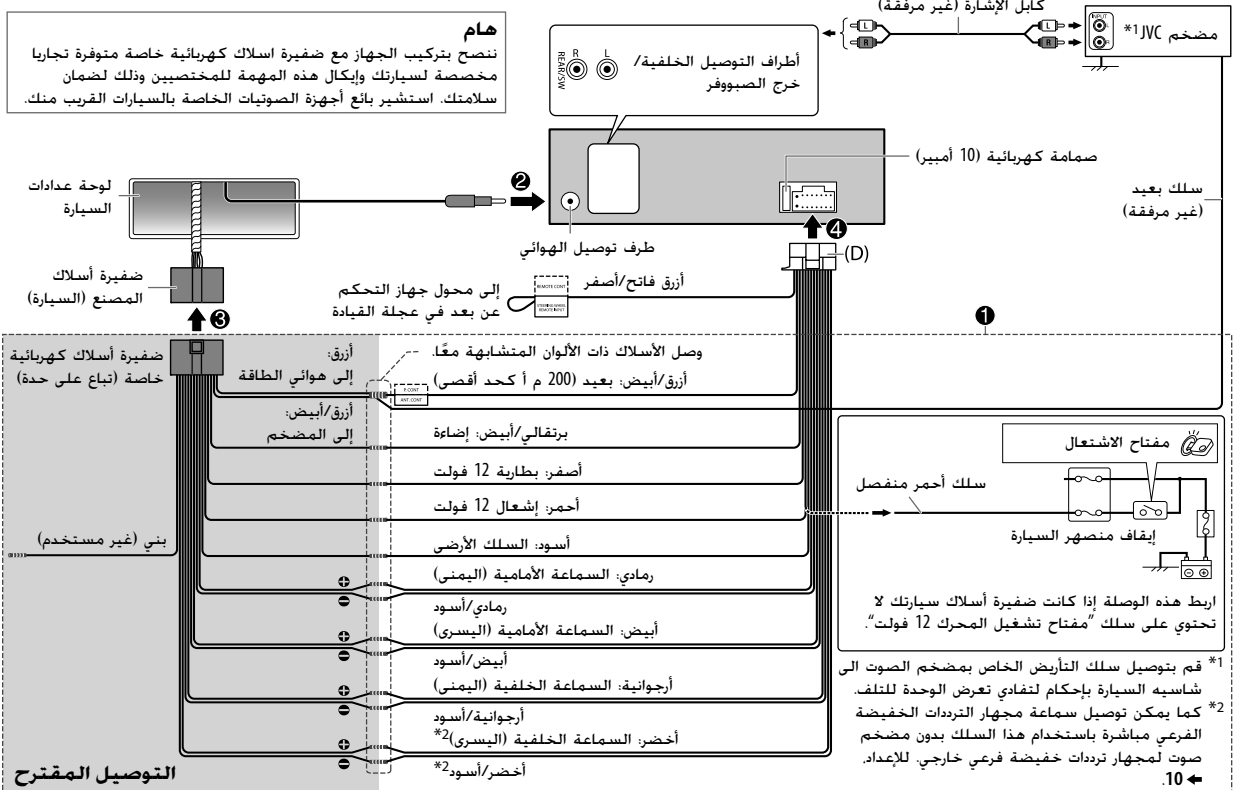 هام
ننصح بتركيب الجهاز مع ضفيرة اسلاك كهربائية خاصة متوفرة تجاريا
مخصصة لسيارتك وإيكال هذه المهمة للمختصيين وذلك لضمان
سلامتك. استشير بائع أجهزة الصوتيات الخاصة بالسيارات القريب منك.
كابل الإشارة (غير مرفقة)
L
R
L
R
INPUT
L
R
مضخم JVC*1
أطراف التوصيل الخلفية/
خرج الصبووفر
R L
REAR/SW
صمامة كهربائية (10 أمبير)
سلك بعيد
(غير مرفقة)
لوحة عدادات
السيارة
2
طرف توصيل الهوائي
4
(D)
ضفيرة أسلاك
المصنع (السيارة)
3
أزرق فاتح/أصفر
REMOTE CONT
STEERING WHEEL
REMOTE INPUT
إلى محول جهاز التحكم
عن بعد في عجلة القيادة
1
ضفيرة أسلاك كهربائية
خاصة (تباع على حدة)
أزرق:
إلى هوائي الطاقة
أزرق/أبيض:
إلى المضخم
وصل الأسلاك ذات الألوان المتشابهة معًا.
أزرق/أبيض: بعيد (200 م أ كحد أقصى)
P.CONT
ANT. CONT
برتقالي/أبيض: إضاءة
أصفر: بطارية 12 فولت
أحمر: إشعال 12 فولت
أسود: السلك الأرضي
بني (غير مستخدم)
رمادي: السماعة الأمامية (اليمنى)
رمادي/أسود
أبيض: السماعة الأمامية (اليسرى)
أبيض/أسود
أرجوانية: السماعة الخلفية (اليمنى)
أرجوانية/أسود
أخضر: السماعة الخلفية (اليسرى)*2
أخضر/أسود*2
التوصيل المقترح
مفتاح الاشتعال
سلك أحمر منفصل
إيقاف منصهر السيارة
اربط هذه الوصلة إذا كانت ضفيرة أسلاك سيارتك لا
تحتوي على سلك "مفتاح تشغيل المحرك 12 فولت".
*1 قم بتوصيل سلك التأريض الخاص بمضخم الصوت الى
شاسيه السيارة بإحكام لتفادي تعرض الوحدة للتلف.
*2 كما يمكن توصيل سماعة مجهار الترددات الخفيضة
الفرعي مباشرة باستخدام هذا السلك بدون مضخم
صوت لمجهار ترددات خفيضة فرعي خارجي. للإعداد,
➜ 10.